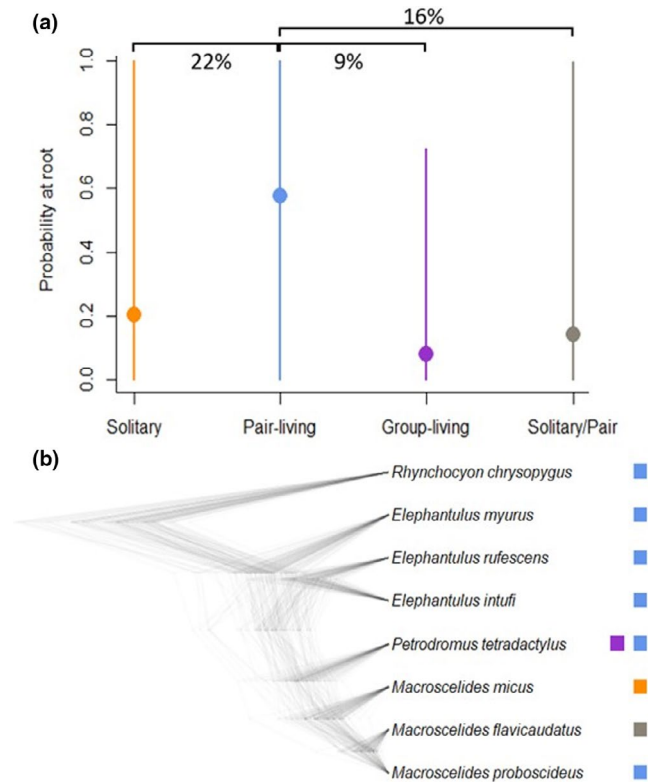 (a)
16%
22% 9%
Probability at root
1.0
0.8
0.6
0.4
0.2
0.0
Solitary Pair-living Group-living Solitary/Pair
(b)
Rhynchocyon chrysopygus
Elephantulus myurus
Elephantulus rufescens
Elephantulus intufi
Petrodromus tetradactylus
Macroscelides micus
Macroscelides flavicaudatus
Macroscelides proboscideus